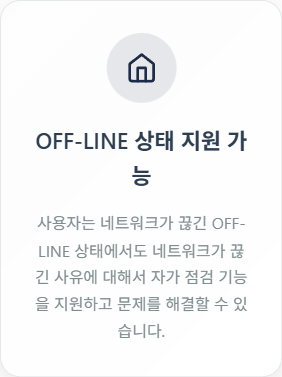 OFF-LINE 상태 지원 가
능
사용자는 네트워크가 끊긴 OFF-
LINE 상태에서도 네트워크가 끊
긴 사유에 대해서 자가 점검 기능
을 지원하고 문제를 해결할 수 있
습니다.